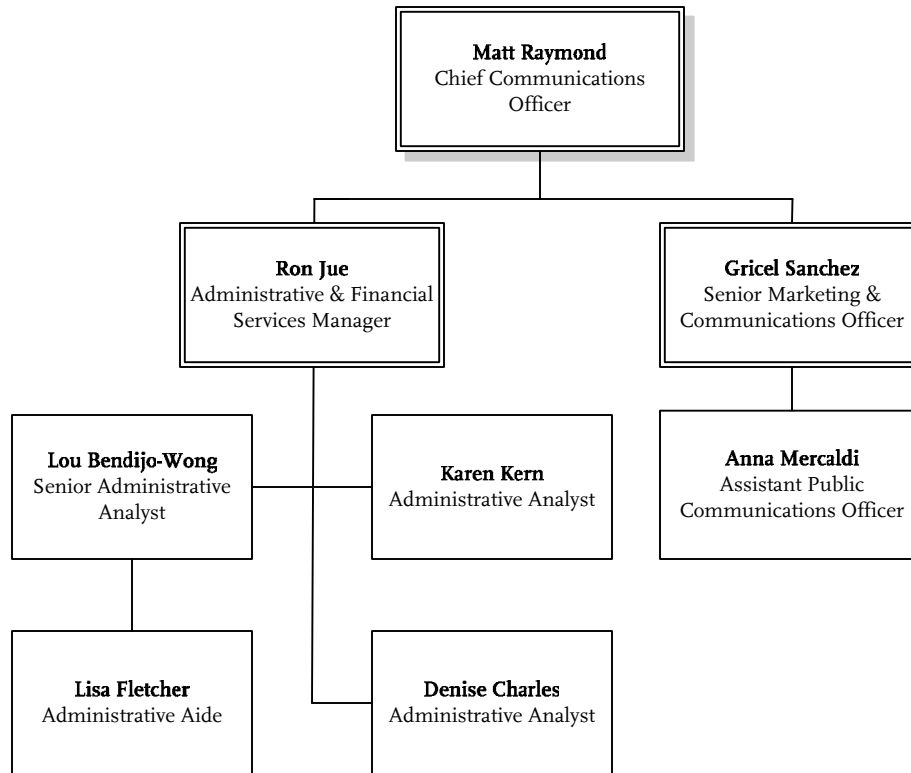 Matt Raymond
Chief Communications
Officer
Ron Jue
Administrative & Financial
Services Manager
Gricel Sanchez
Senior Marketing &
Communications Officer
Lou Bendijo-Wong
Senior Administrative
Analyst
Karen Kern
Administrative Analyst
Anna Mercaldi
Assistant Public
Communications Officer
Lisa Fletcher
Administrative Aide
Denise Charles
Administrative Analyst